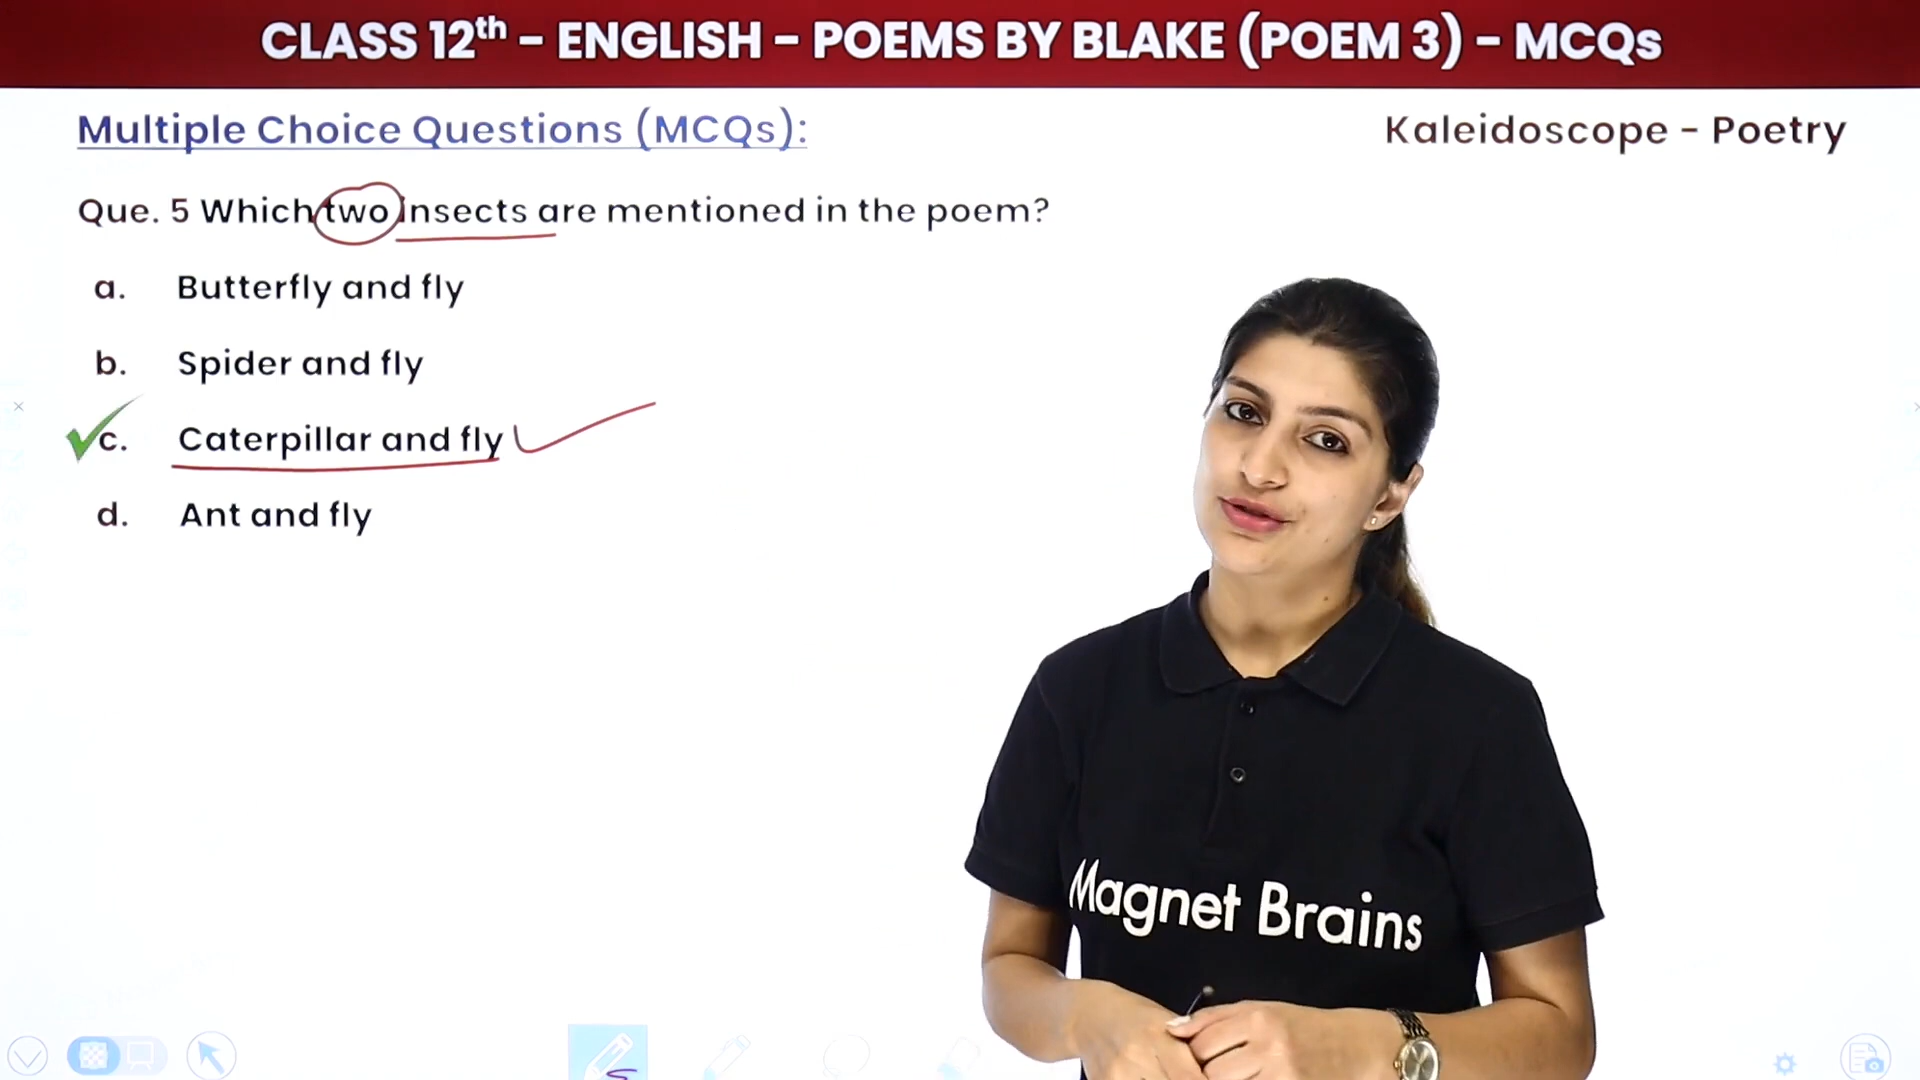 CLASS 12th - ENGLISH - POEMS BY BLAKE (POEM 3) - MCQs
Multiple Choice Questions (MCQs):
Kaleidoscope - Poetry
Que. 5 Which two insects are mentioned in the poem?
a. Butterfly and fly
b. Spider and fly
c. Caterpillar and fly
d. Ant and fly
Magnet Brains